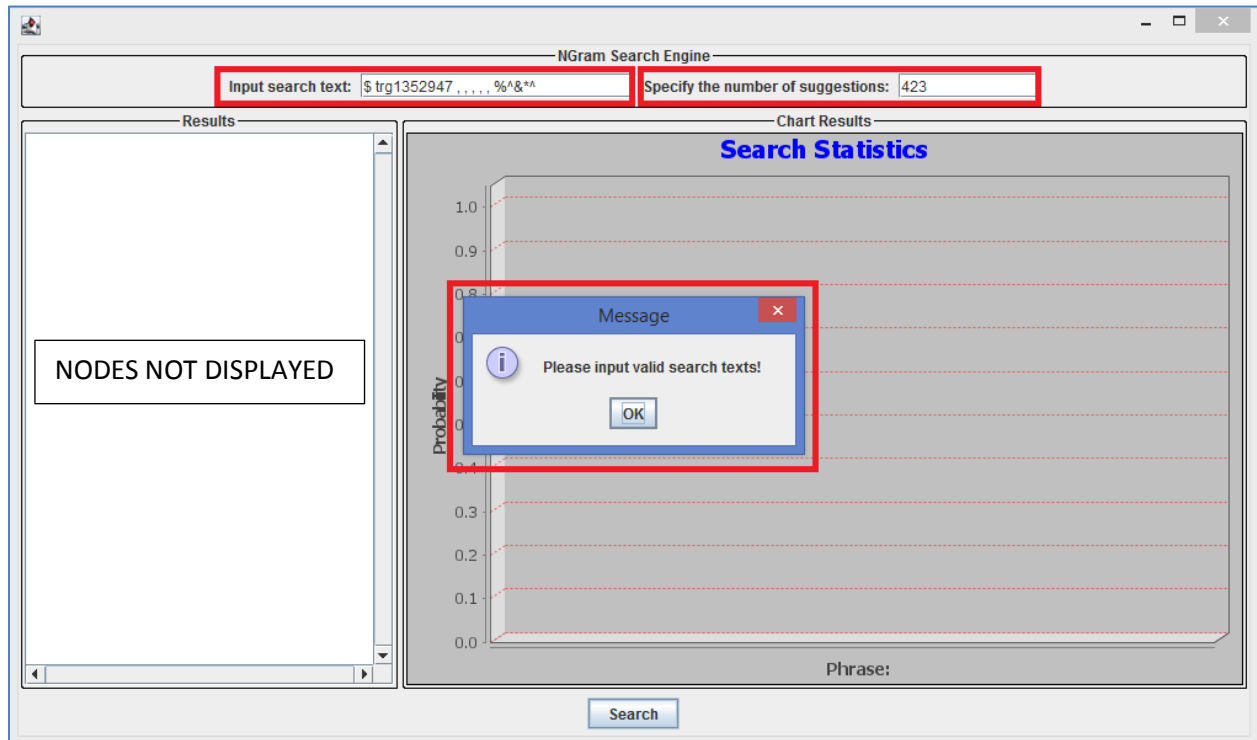 NGram Search Engine
Input search text: $ trg1352947 , , , , , %^&*^ Specify the number of suggestions: 423
Results
Chart Results
Search Statistics
1.0
0.9
0.8
0.4
0.3
0.2
0.1
0.0
Probability
Phrase:
NODES NOT DISPLAYED
Message
i
Please input valid search texts!
OK
Search